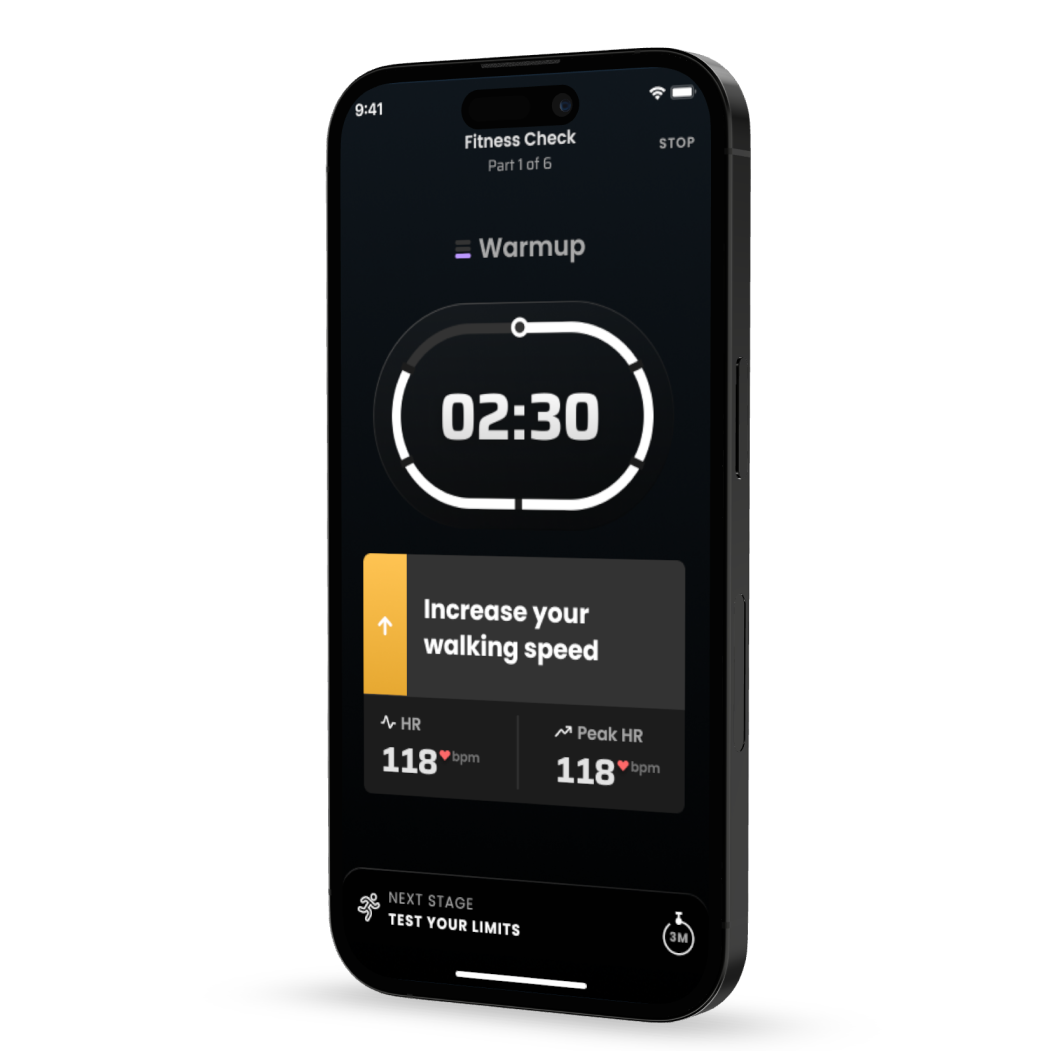 9:41
Fitness Check
STOP
Part 1 of 6
Warmup
02:30
Increase your
walking speed
HR
Peak HR
118 bpm
118 bpm
NEXT STAGE
TEST YOUR LIMITS
3M